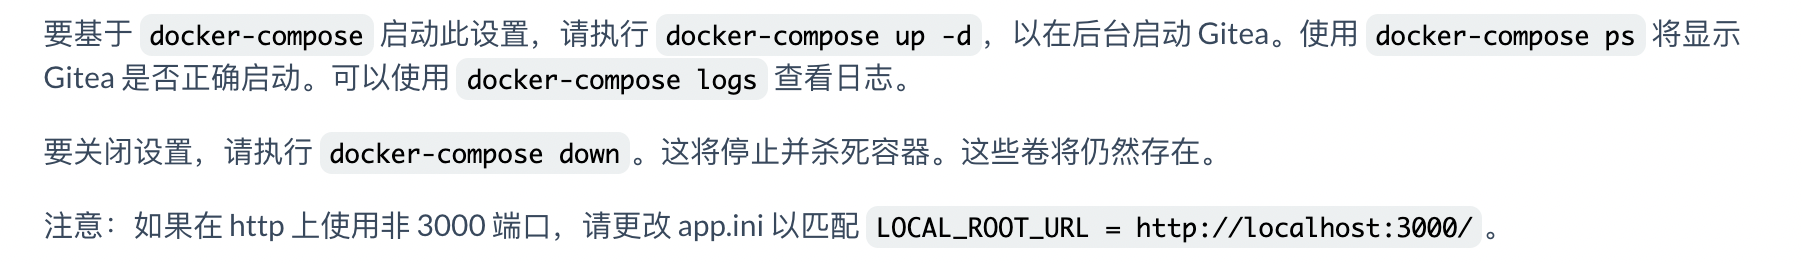 要基于 docker-compose 启动此设置，请执行 docker-compose up -d，以在后台启动 Gitea。使用 docker-compose ps 将显示
Gitea 是否正确启动。可以使用 docker-compose logs 查看日志。
要关闭设置，请执行 docker-compose down。这将停止并杀死容器。这些卷将仍然存在。
注意：如果在 http 上使用非 3000 端口，请更改 app.ini 以匹配 LOCAL_ROOT_URL = http://localhost:3000/。